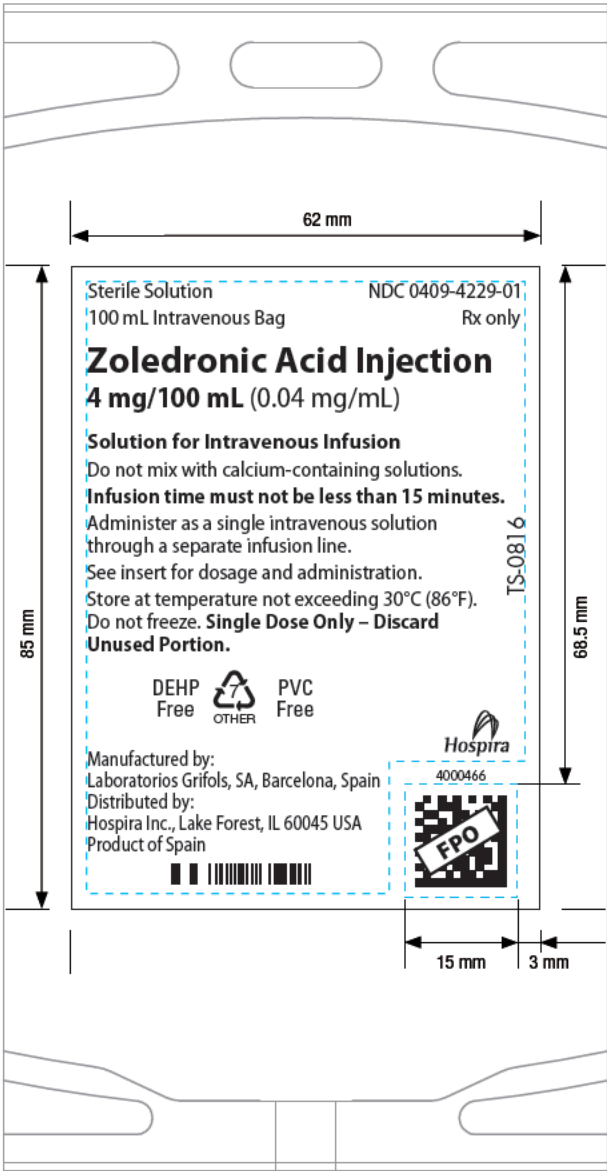 62 mm
85 mm
68.5 mm
Sterile Solution NDC 0409-4229-01
100 mL Intravenous Bag Rx only
Zoledronic Acid Injection
4 mg/100 mL (0.04 mg/mL)
Solution for Intravenous Infusion
Do not mix with calcium-containing solutions.
Infusion time must not be less than 15 minutes.
Administer as a single intravenous solution
through a separate infusion line.
See insert for dosage and administration.
Store at temperature not exceeding 30°C (86°F).
Do not freeze. Single Dose Only – Discard
Unused Portion.
TS-0816
DEHP
Free
7
OTHER
PVC
Free
Hospira
4000466
FPO
Manufactured by:
Laboratorios Grifols, SA, Barcelona, Spain
Distributed by:
Hospira Inc., Lake Forest, IL 60045 USA
Product of Spain
15 mm
3 mm